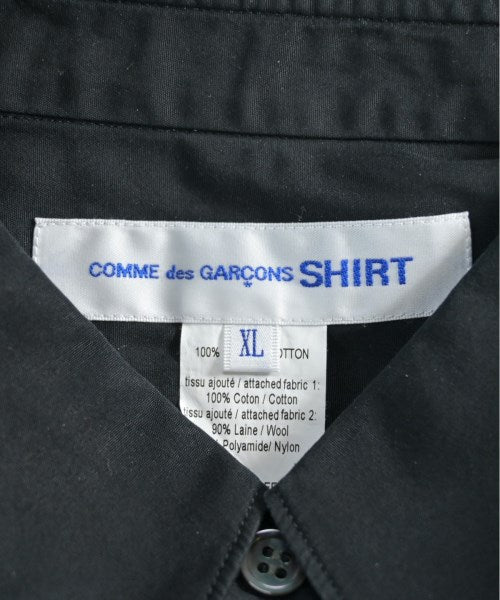 COMME des GARÇONS SHIRT
XL
100% OTTON
tissu ajouté / attached fabric 1:
100% Coton / Cotton
tissu ajouté / attached fabric 2:
90% Laine / Wool
Polyamide/ Nylon